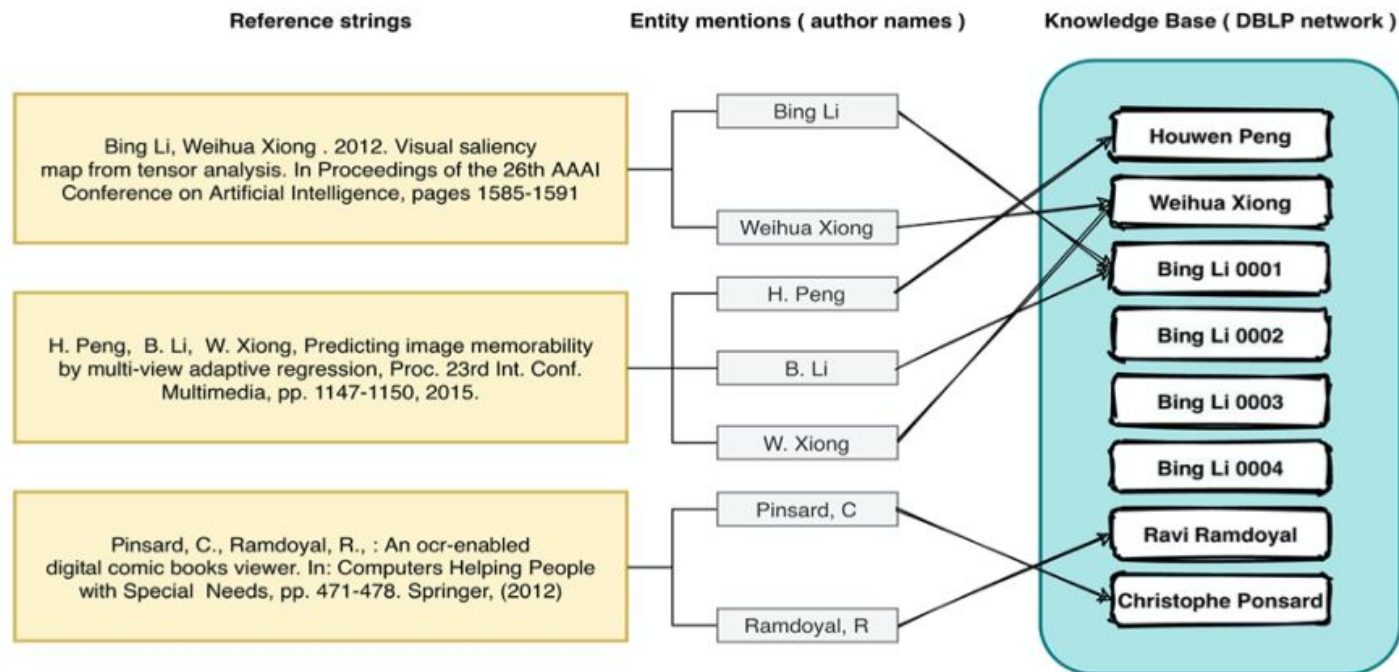 Reference strings
Entity mentions ( author names )
Knowledge Base ( DBLP network )
Bing Li, Weihua Xiong . 2012. Visual saliency
map from tensor analysis. In Proceedings of the 26th AAAI
Conference on Artificial Intelligence, pages 1585-1591
H. Peng, B. Li, W. Xiong, Predicting image memorability
by multi-view adaptive regression, Proc. 23rd Int. Conf.
Multimedia, pp. 1147-1150, 2015.
Pinsard, C., Ramdoyal, R., : An ocr-enabled
digital comic books viewer. In: Computers Helping People
with Special Needs, pp. 471-478. Springer, (2012)
Bing Li
Weihua Xiong
H. Peng
B. Li
W. Xiong
Pinsard, C
Ramdoyal, R
Houwen Peng
Weihua Xiong
Bing Li 0001
Bing Li 0002
Bing Li 0003
Bing Li 0004
Ravi Ramdoyal
Christophe Ponsard